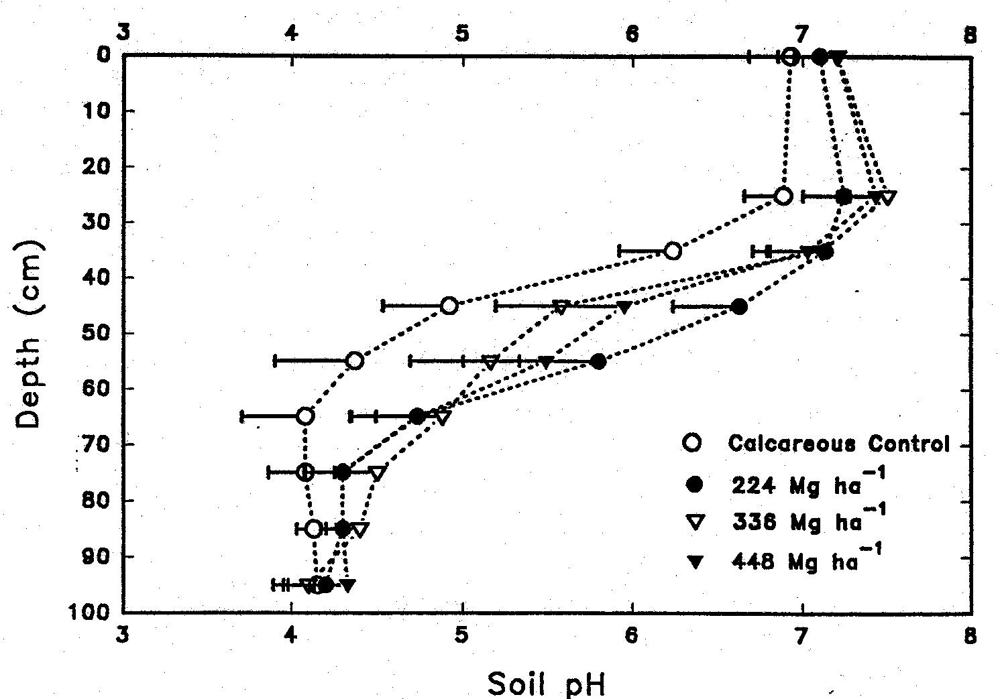 3 4 5 6 7 8
0
10
20
30
40
50
60
70
80
90
100
Depth (cm)
Calcareous Control
224 Mg ha⁻¹
336 Mg ha⁻¹
448 Mg ha⁻¹
3 4 5 6 7 8
Soil pH